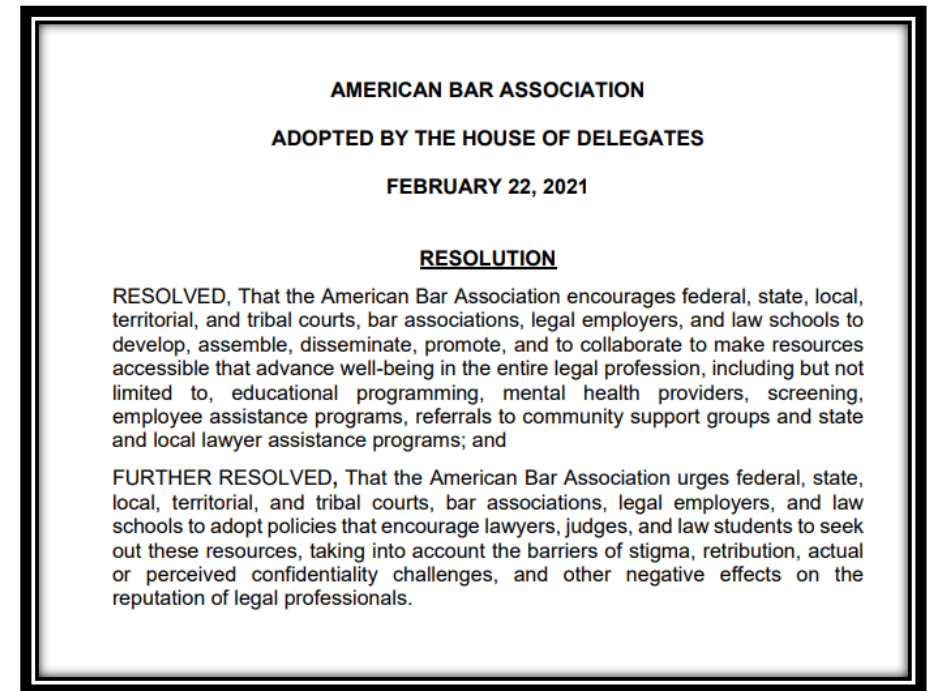 AMERICAN BAR ASSOCIATION
ADOPTED BY THE HOUSE OF DELEGATES
FEBRUARY 22, 2021
RESOLUTION
RESOLVED, That the American Bar Association encourages federal, state, local,
territorial, and tribal courts, bar associations, legal employers, and law schools to
develop, assemble, disseminate, promote, and to collaborate to make resources
accessible that advance well-being in the entire legal profession, including but not
limited to, educational programming, mental health providers, screening,
employee assistance programs, referrals to community support groups and state
and local lawyer assistance programs; and
FURTHER RESOLVED, That the American Bar Association urges federal, state,
local, territorial, and tribal courts, bar associations, legal employers, and law
schools to adopt policies that encourage lawyers, judges, and law students to seek
out these resources, taking into account the barriers of stigma, retribution, actual
or perceived confidentiality challenges, and other negative effects on the
reputation of legal professionals.